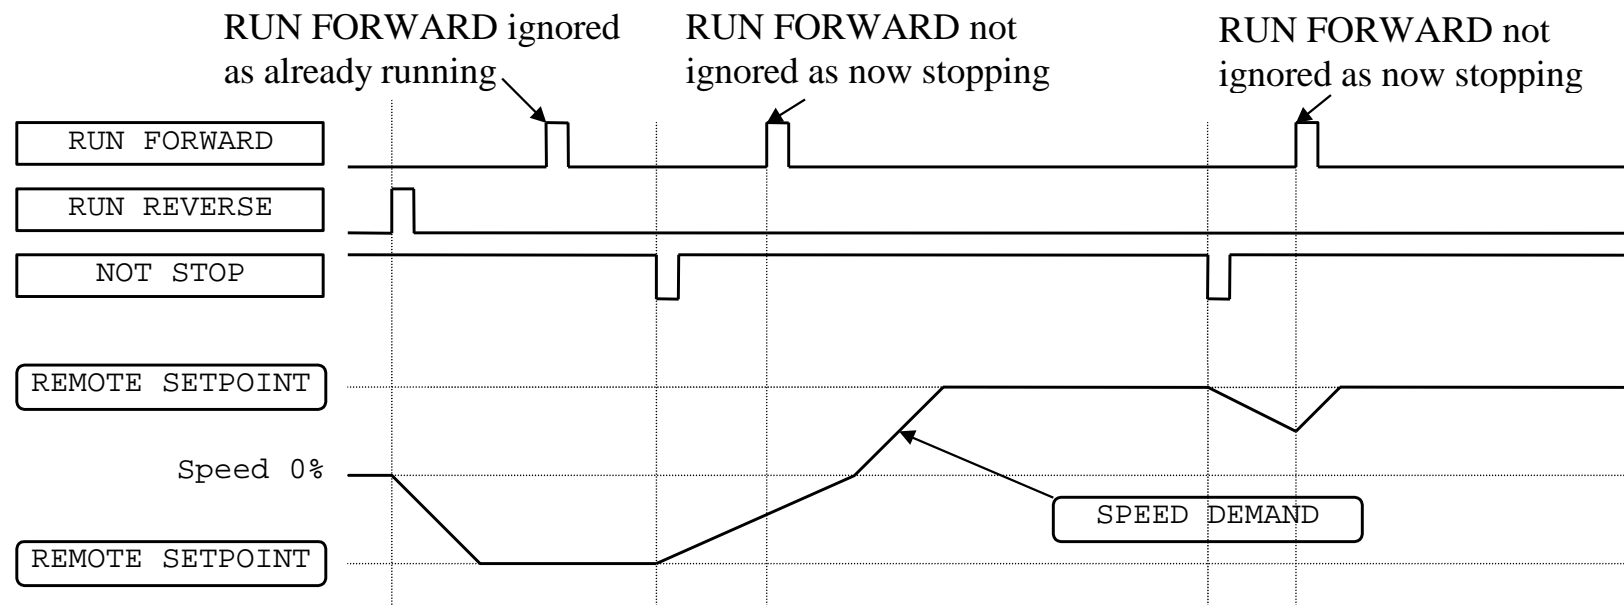 RUN FORWARD ignored
as already running
RUN FORWARD not
ignored as now stopping
RUN FORWARD not
ignored as now stopping
RUN FORWARD
RUN REVERSE
NOT STOP
REMOTE SETPOINT
Speed 0%
SPEED DEMAND
REMOTE SETPOINT